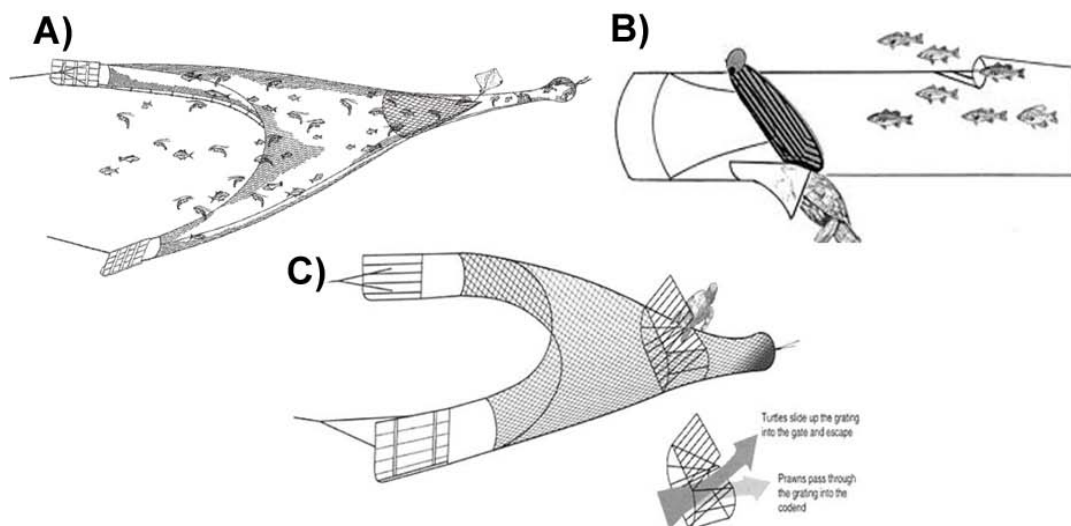 A)
B)
C)
Turtles slide up the grating
into the gate and escape
Prawns pass through
the grating into the
codend